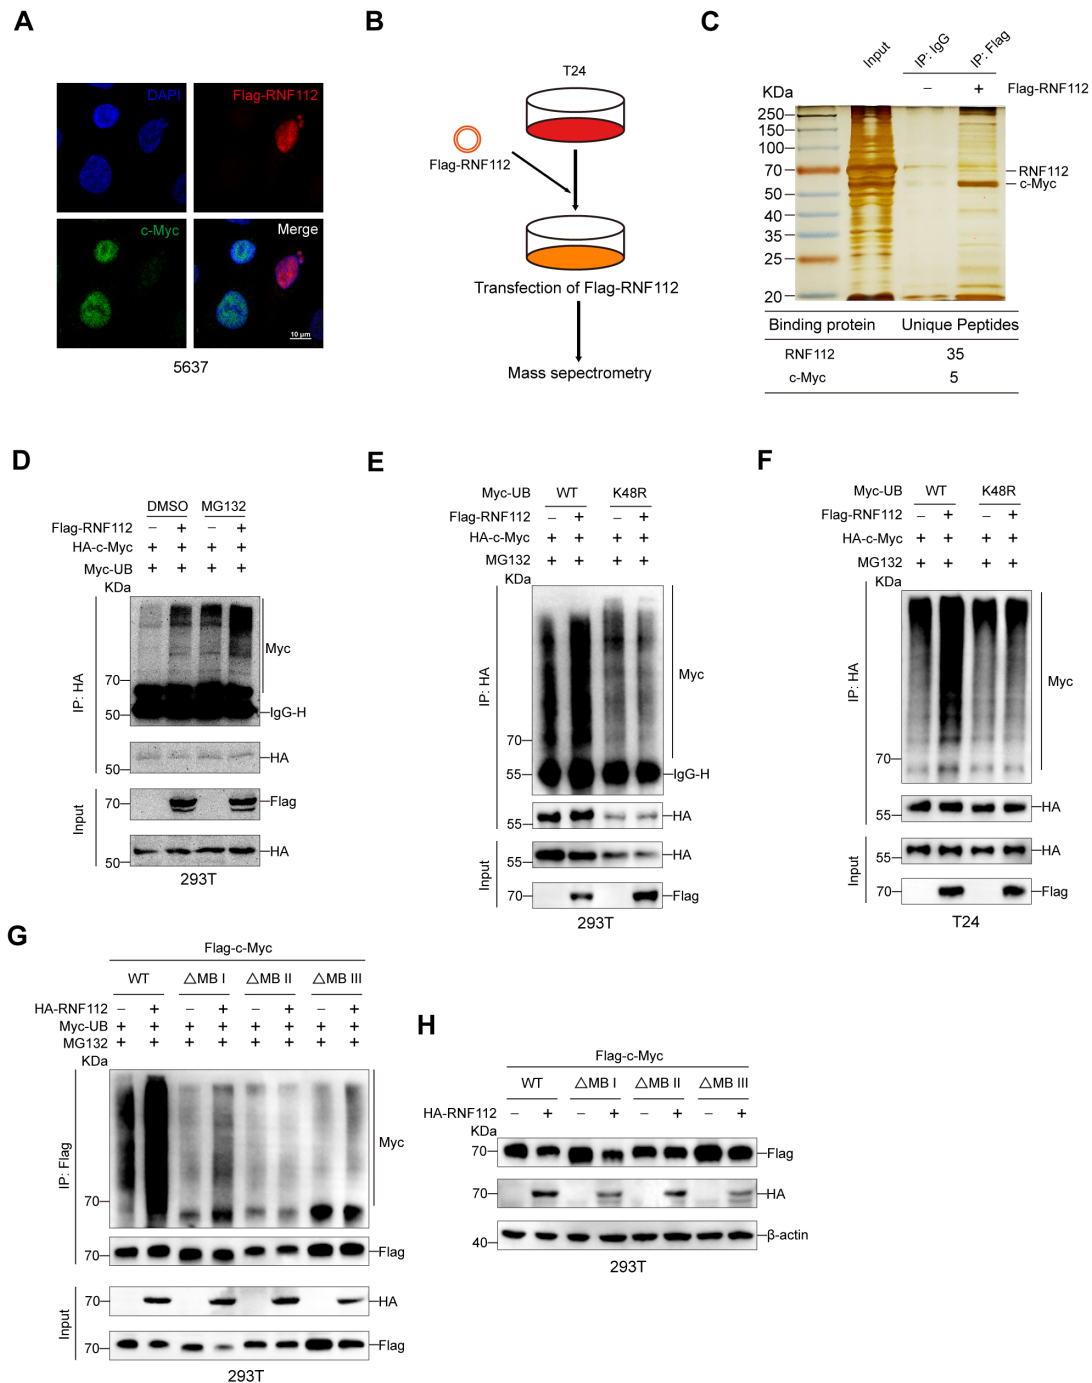 A
DAPI
Flag-RNF112
c-Myc
Merge
10 μm
5637
B
T24
Flag-RNF112
Transfection of Flag-RNF112
Mass sepectrometry
C
Input
IP: IgG
IP: Flag
KDa
− + Flag-RNF112
250
150
100
70
50
40
35
25
20
RNF112
c-Myc
Binding protein Unique Peptides
RNF112 35
c-Myc 5
D
DMSO MG132
Flag-RNF112 − + − +
HA-c-Myc + + + +
Myc-UB + + + +
KDa
IP: HA
70
50
Myc
IgG-H
50
HA
Input
70
Flag
50
HA
293T
E
Myc-UB WT K48R
Flag-RNF112 − + − +
HA-c-Myc + + + +
MG132 + + + +
KDa
IP: HA
70
55
Myc
IgG-H
55
HA
Input
55
HA
70
Flag
293T
F
Myc-UB WT K48R
Flag-RNF112 − + − +
HA-c-Myc + + + +
MG132 + + + +
KDa
IP: HA
70
Myc
55
HA
Input
55
HA
70
Flag
T24
G
Flag-c-Myc
WT △MB I △MB II △MB III
HA-RNF112 − + − + − + − +
Myc-UB + + + + + + + +
MG132 + + + + + + + +
KDa
IP: Flag
70
Myc
70
Flag
Input
70
HA
70
Flag
293T
H
Flag-c-Myc
WT △MB I △MB II △MB III
HA-RNF112 − + − + − + − +
KDa
70
Flag
70
HA
40
β-actin
293T